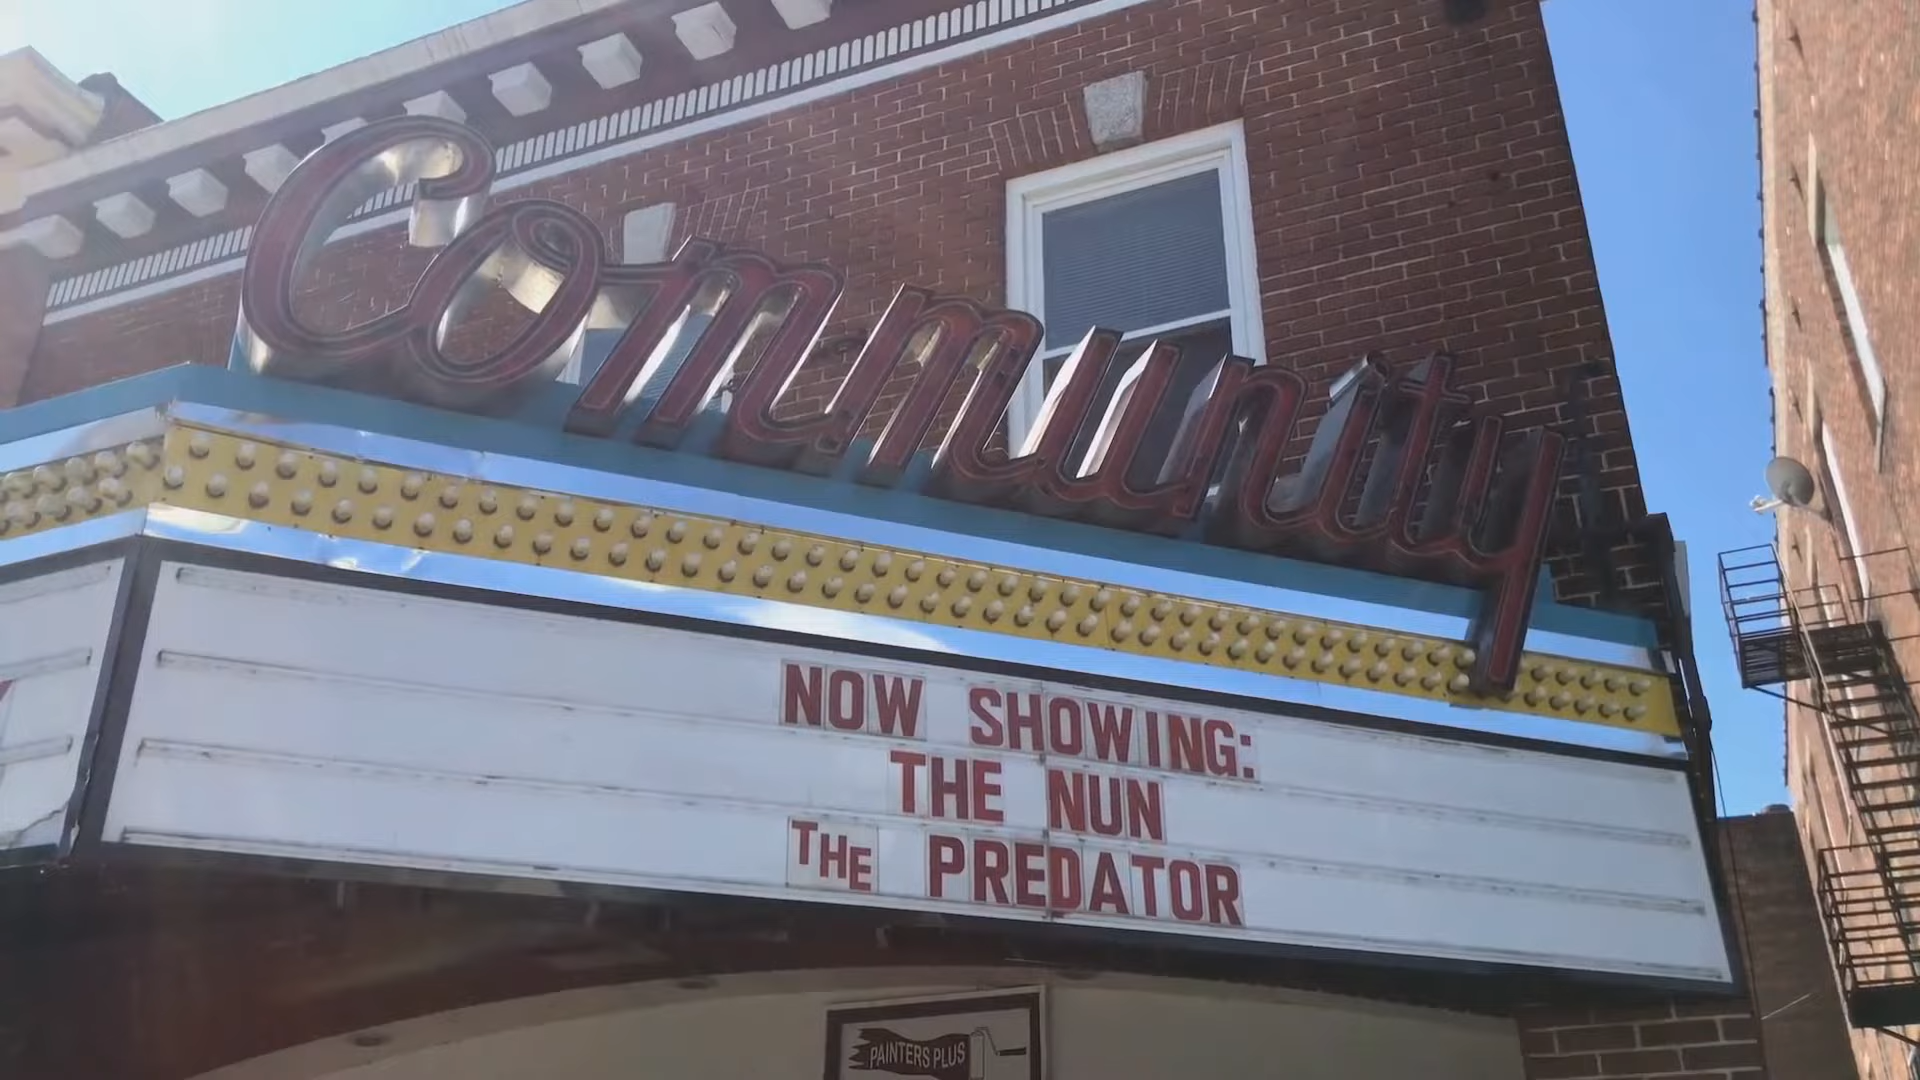 Community
NOW SHOWING:
THE NUN
THE PREDATOR
PAINTERS PLUS